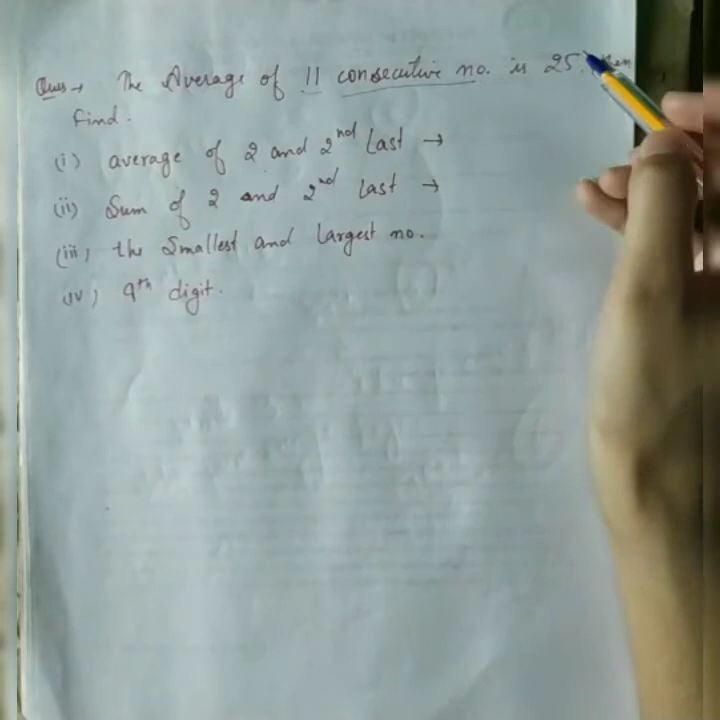 Ques → The Average of 11 consecutive no. is 25. then
find.
(i) average of 2 and 2nd Last →
(ii) Sum of 2 and 2nd last →
(iii) the Smallest and largest no.
(iv) 9th digit.